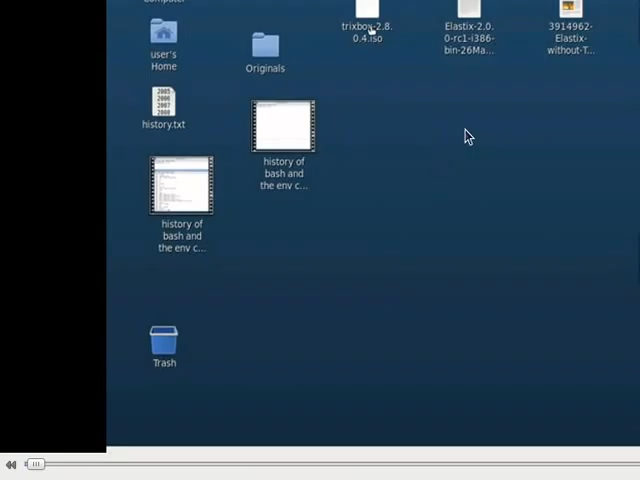 Computer
trixbox-2.8.
0.4.iso
Elastix-2.0.
0-rc1-i386-
bin-26Ma...
3914962-
Elastix-
without-T...
user's
Home
Originals
2005
2006
2007
2008
history.txt
history of
bash and
the env c...
history of
bash and
the env c...
Trash